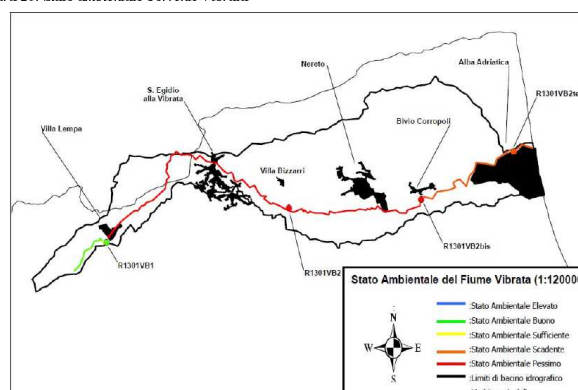 Alba Adriatica
Nereto
R1301VB2te
S. Egidio
alla Vibrata
Bivio Corropoli
Villa Lempa
Villa Bizzarri
R1301VB1
R1301VB2
R1301VB2bis
Stato Ambientale del Fiume Vibrata (1:120000
N
W E
S
:Stato Ambientale Elevato
:Stato Ambientale Buono
:Stato Ambientale Sufficiente
:Stato Ambientale Scadente
:Stato Ambientale Pessimo
:Limiti di bacino idrografico